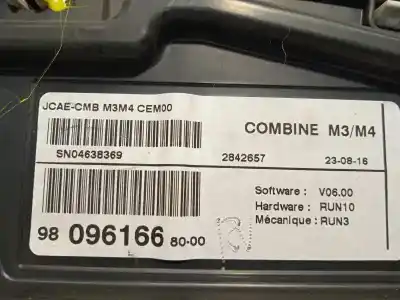 JCAE-CMB M3M4 CEM00
COMBINE M3/M4
SN04638369
2842657
23-08-16
Software : V06.00
Hardware : RUN10
Mécanique : RUN3
98 096166 80-00